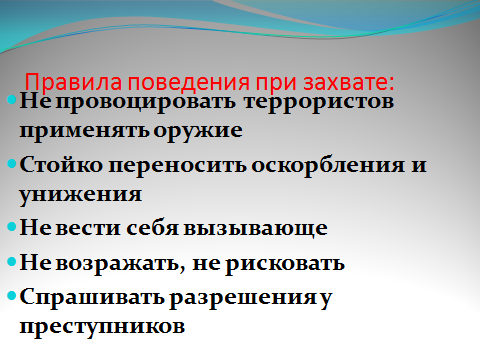 Правила поведения при захвате:
Не провоцировать террористов
применять оружие
Стойко переносить оскорбления и
унижения
Не вести себя вызывающе
Не возражать, не рисковать
Спрашивать разрешения у
преступников